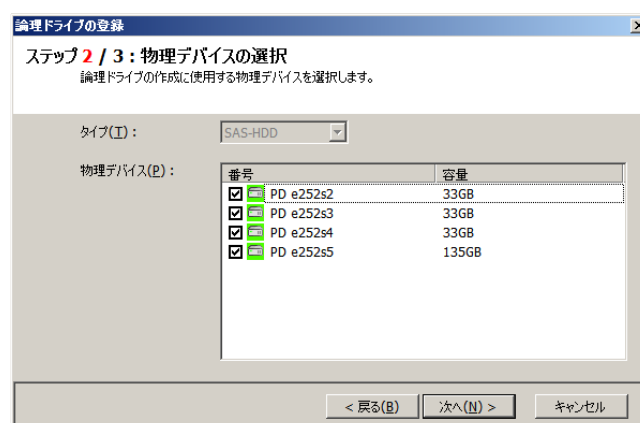 論理ドライブの登録
ステップ 2 / 3 : 物理デバイスの選択
論理ドライブの作成に使用する物理デバイスを選択します。
タイプ(T) : SAS-HDD
物理デバイス(P) :
番号 容量
PD e252s2 33GB
PD e252s3 33GB
PD e252s4 33GB
PD e252s5 135GB
< 戻る(B) 次へ(N) > キャンセル